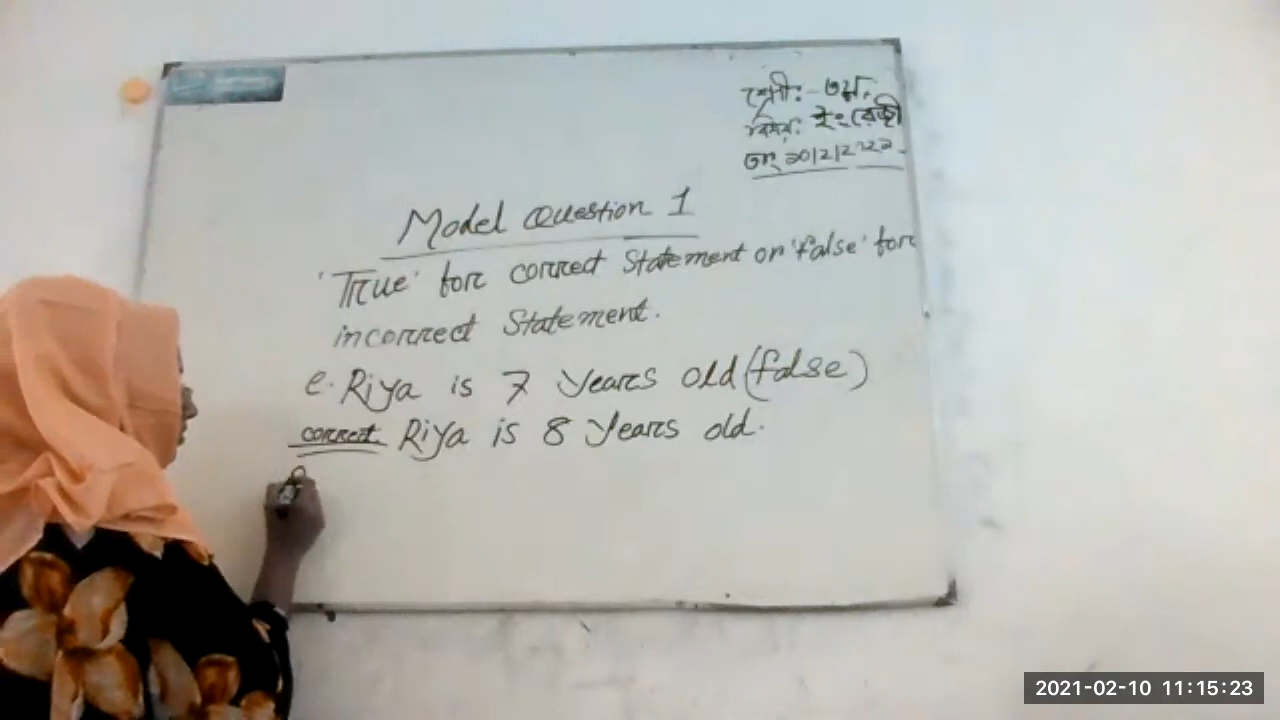 শ্রেণী:- ৩য়.
বিষয়: ইংরেজী
তাং ১০/২/২০২১
Model Question 1
'True' for correct Statement or 'false' for
incorrect Statement.
e. Riya is 7 years old (false)
correct. Riya is 8 years old.
2021-02-10 11:15:23